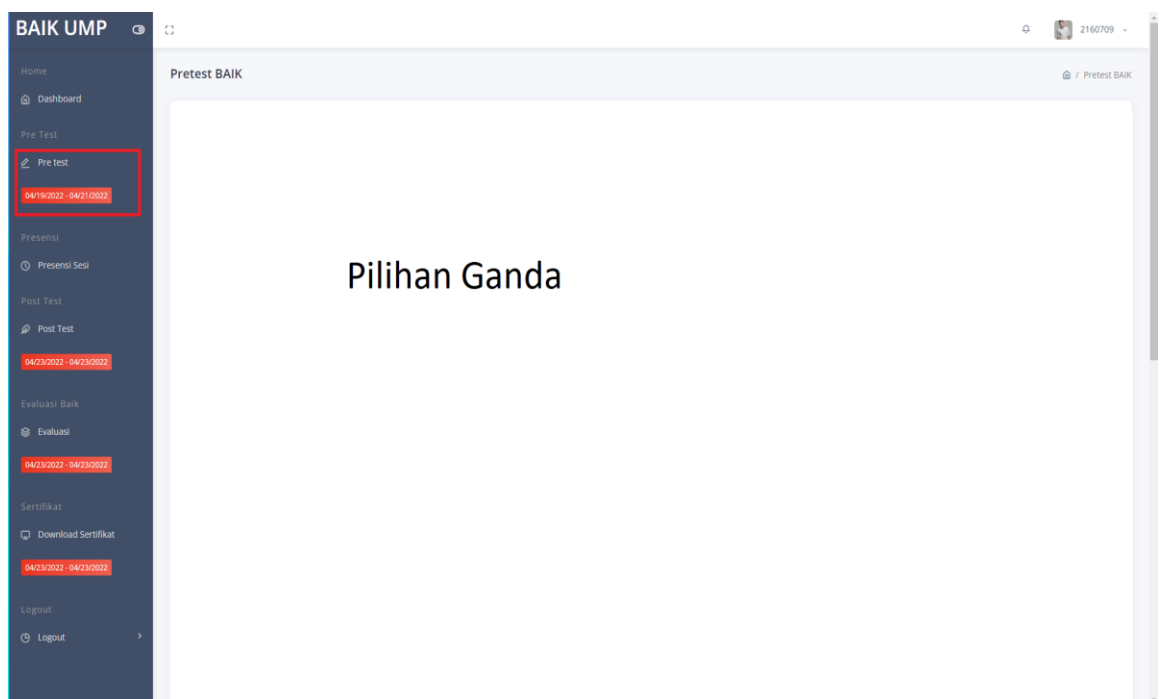 BAIK UMP
2160709
Home
Pretest BAIK
/ Pretest BAIK
Dashboard
Pre Test
Pre test
04/19/2022 - 04/21/2022
Presensi
Presensi Sesi
Pilihan Ganda
Post Test
Post Test
04/23/2022 - 04/23/2022
Evaluasi Baik
Evaluasi
04/23/2022 - 04/23/2022
Sertifikat
Download Sertifikat
04/23/2022 - 04/23/2022
Logout
Logout